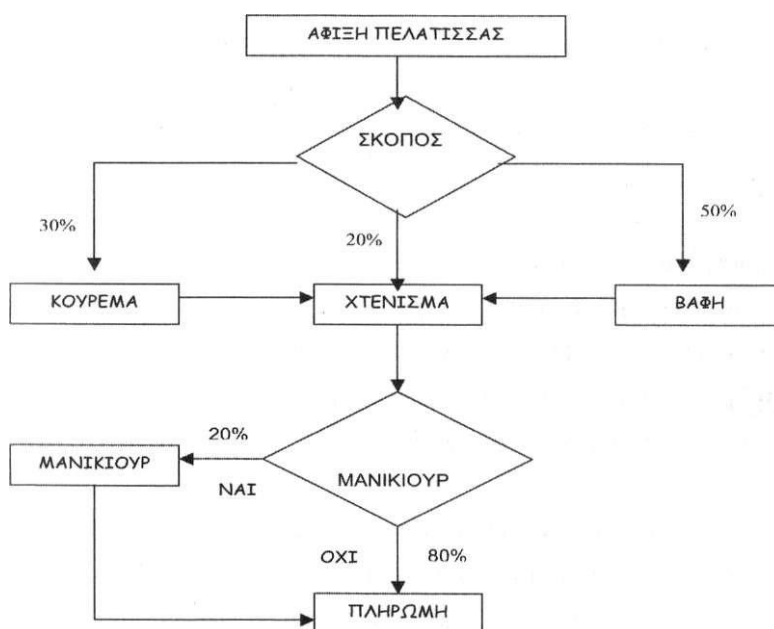 ΑΦΙΞΗ ΠΕΛΑΤΙΣΣΑΣ
ΣΚΟΠΟΣ
30%
20%
50%
ΚΟΥΡΕΜΑ
ΧΤΕΝΙΣΜΑ
ΒΑΦΗ
20%
ΜΑΝΙΚΙΟΥΡ
ΝΑΙ
ΜΑΝΙΚΙΟΥΡ
ΟΧΙ
80%
ΠΛΗΡΩΜΗ